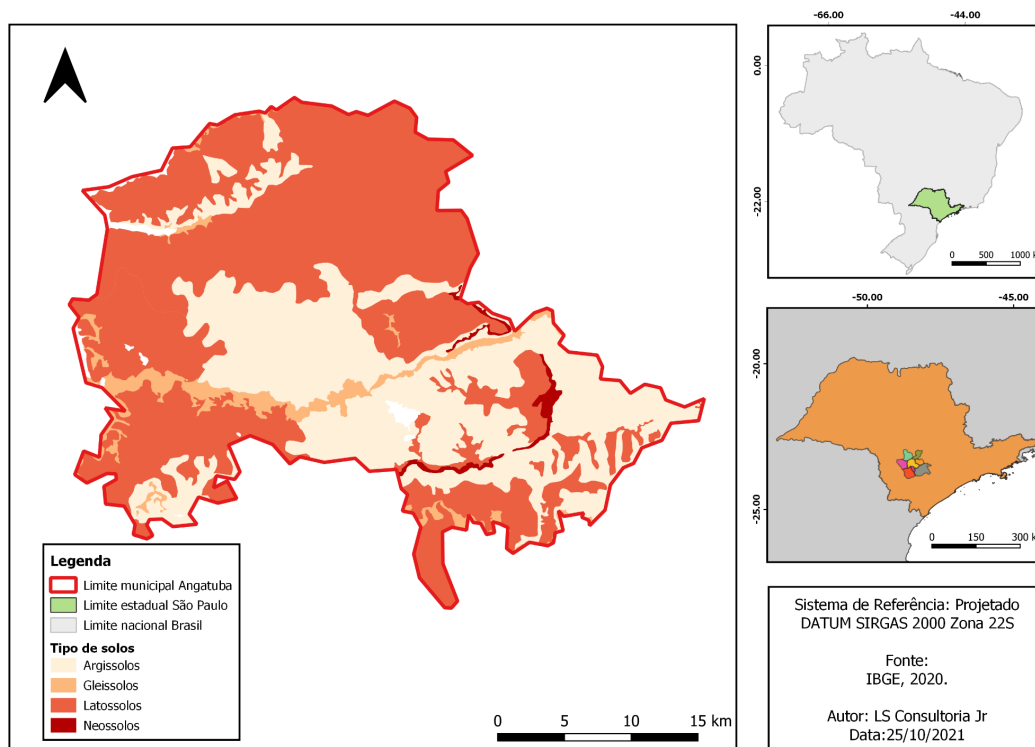 -66.00
-44.00
0.00
-22.00
0 500 1000 k
-50.00
-45.00
-20.00
-25.00
0 150 300 k
Legenda
Limite municipal Angatuba
Limite estadual São Paulo
Limite nacional Brasil
Tipo de solos
Argissolos
Gleissolos
Latossolos
Neossolos
0 5 10 15 km
Sistema de Referência: Projetado
DATUM SIRGAS 2000 Zona 22S
Fonte:
IBGE, 2020.
Autor: LS Consultoria Jr
Data:25/10/2021